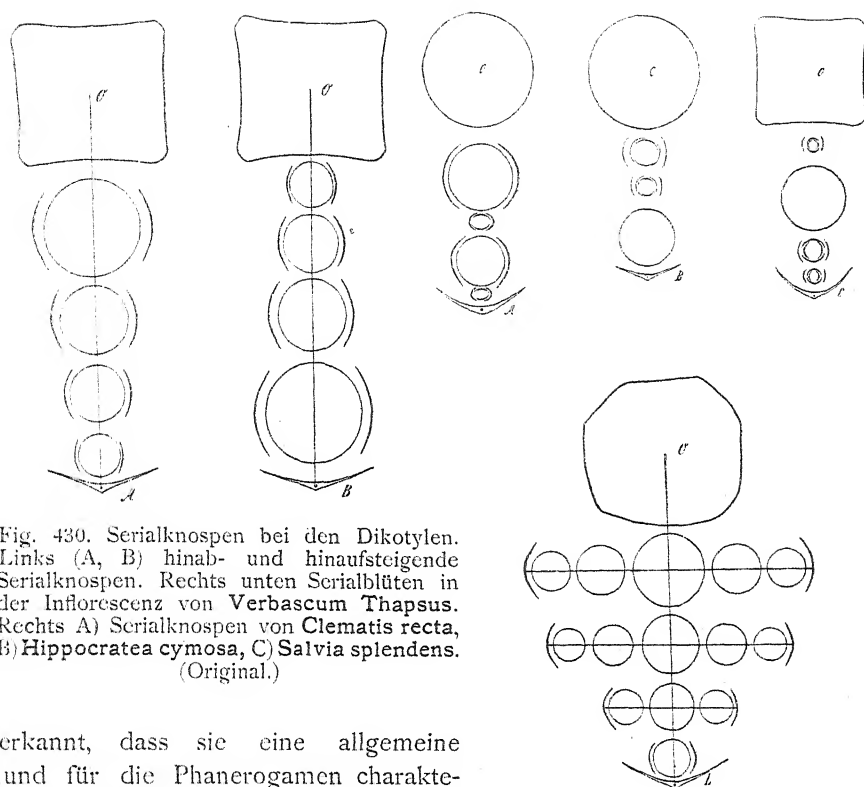 O O c c c
A B A B C
O
L
Fig. 430. Serialknospen bei den Dikotylen.
Links (A, B) hinab- und hinaufsteigende
Serialknospen. Rechts unten Serialblüten in
der Inflorescenz von Verbascum Thapsus.
Rechts A) Serialknospen von Clematis recta,
B) Hippocratea cymosa, C) Salvia splendens.
(Original.)
erkannt, dass sie eine allgemeine
und für die Phanerogamen charakte-